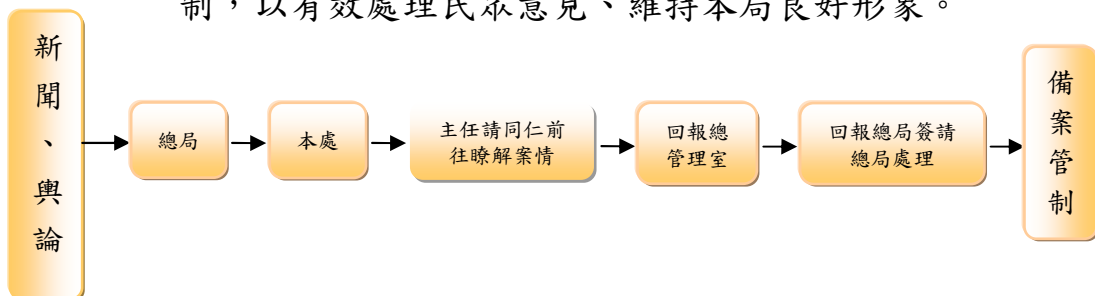 制，以有效處理民眾意見、維持本局良好形象。
新聞、輿論
總局
本處
主任請同仁前
往瞭解案情
回報總
管理室
回報總局簽請
總局處理
備案管制